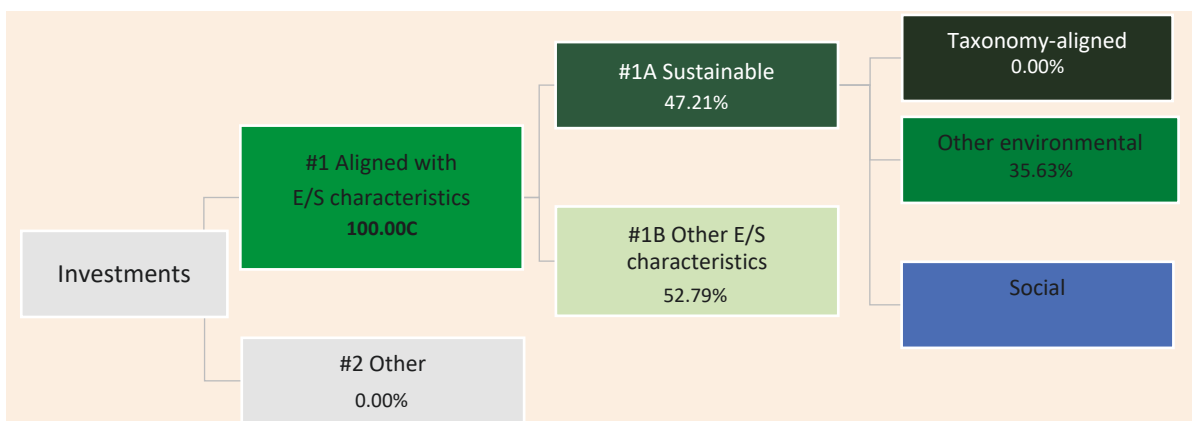 Investments
#1 Aligned with
E/S characteristics
100.00C
#2 Other
0.00%
#1A Sustainable
47.21%
#1B Other E/S
characteristics
52.79%
Taxonomy-aligned
0.00%
Other environmental
35.63%
Social